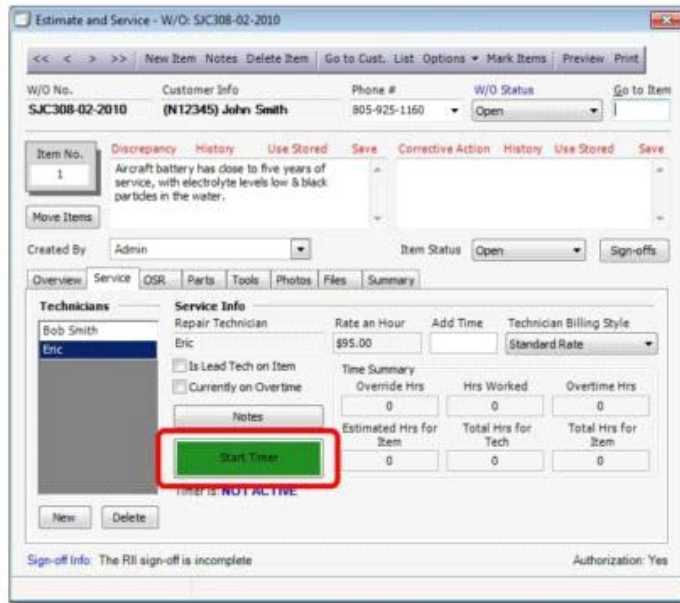 Estimate and Service - W/O: SJC308-02-2010
<< < > >> New Item Notes Delete Item Go to Cust. List Options Mark Items Preview Print
W/O No. Customer Info Phone # W/O Status Go to Item
SJC308-02-2010 (N12345) John Smith 805-925-1160 Open
Item No. Discrepancy History Use Stored Save Corrective Action History Use Stored Save
1
Aircraft battery has close to five years of
service, with electrolyte levels low & black
particles in the water.
Move Items
Created By Admin Item Status Open Sign-offs
Overview Service OSR Parts Tools Photos Files Summary
Technicians Service Info
Bob Smith Repair Technician Rate an Hour Add Time Technician Billing Style
Eric Eric $95.00 Standard Rate
Is Lead Tech on Item Time Summary
Currently on Overtime Override Hrs Hrs Worked Overtime Hrs
Notes 0 0 0
Estimated Hrs for Item Total Hrs for Tech Total Hrs for Item
Start Timer 0 0 0
Timer is: NOT ACTIVE
New Delete
Sign-off Info: The RII sign-off is incomplete Authorization: Yes